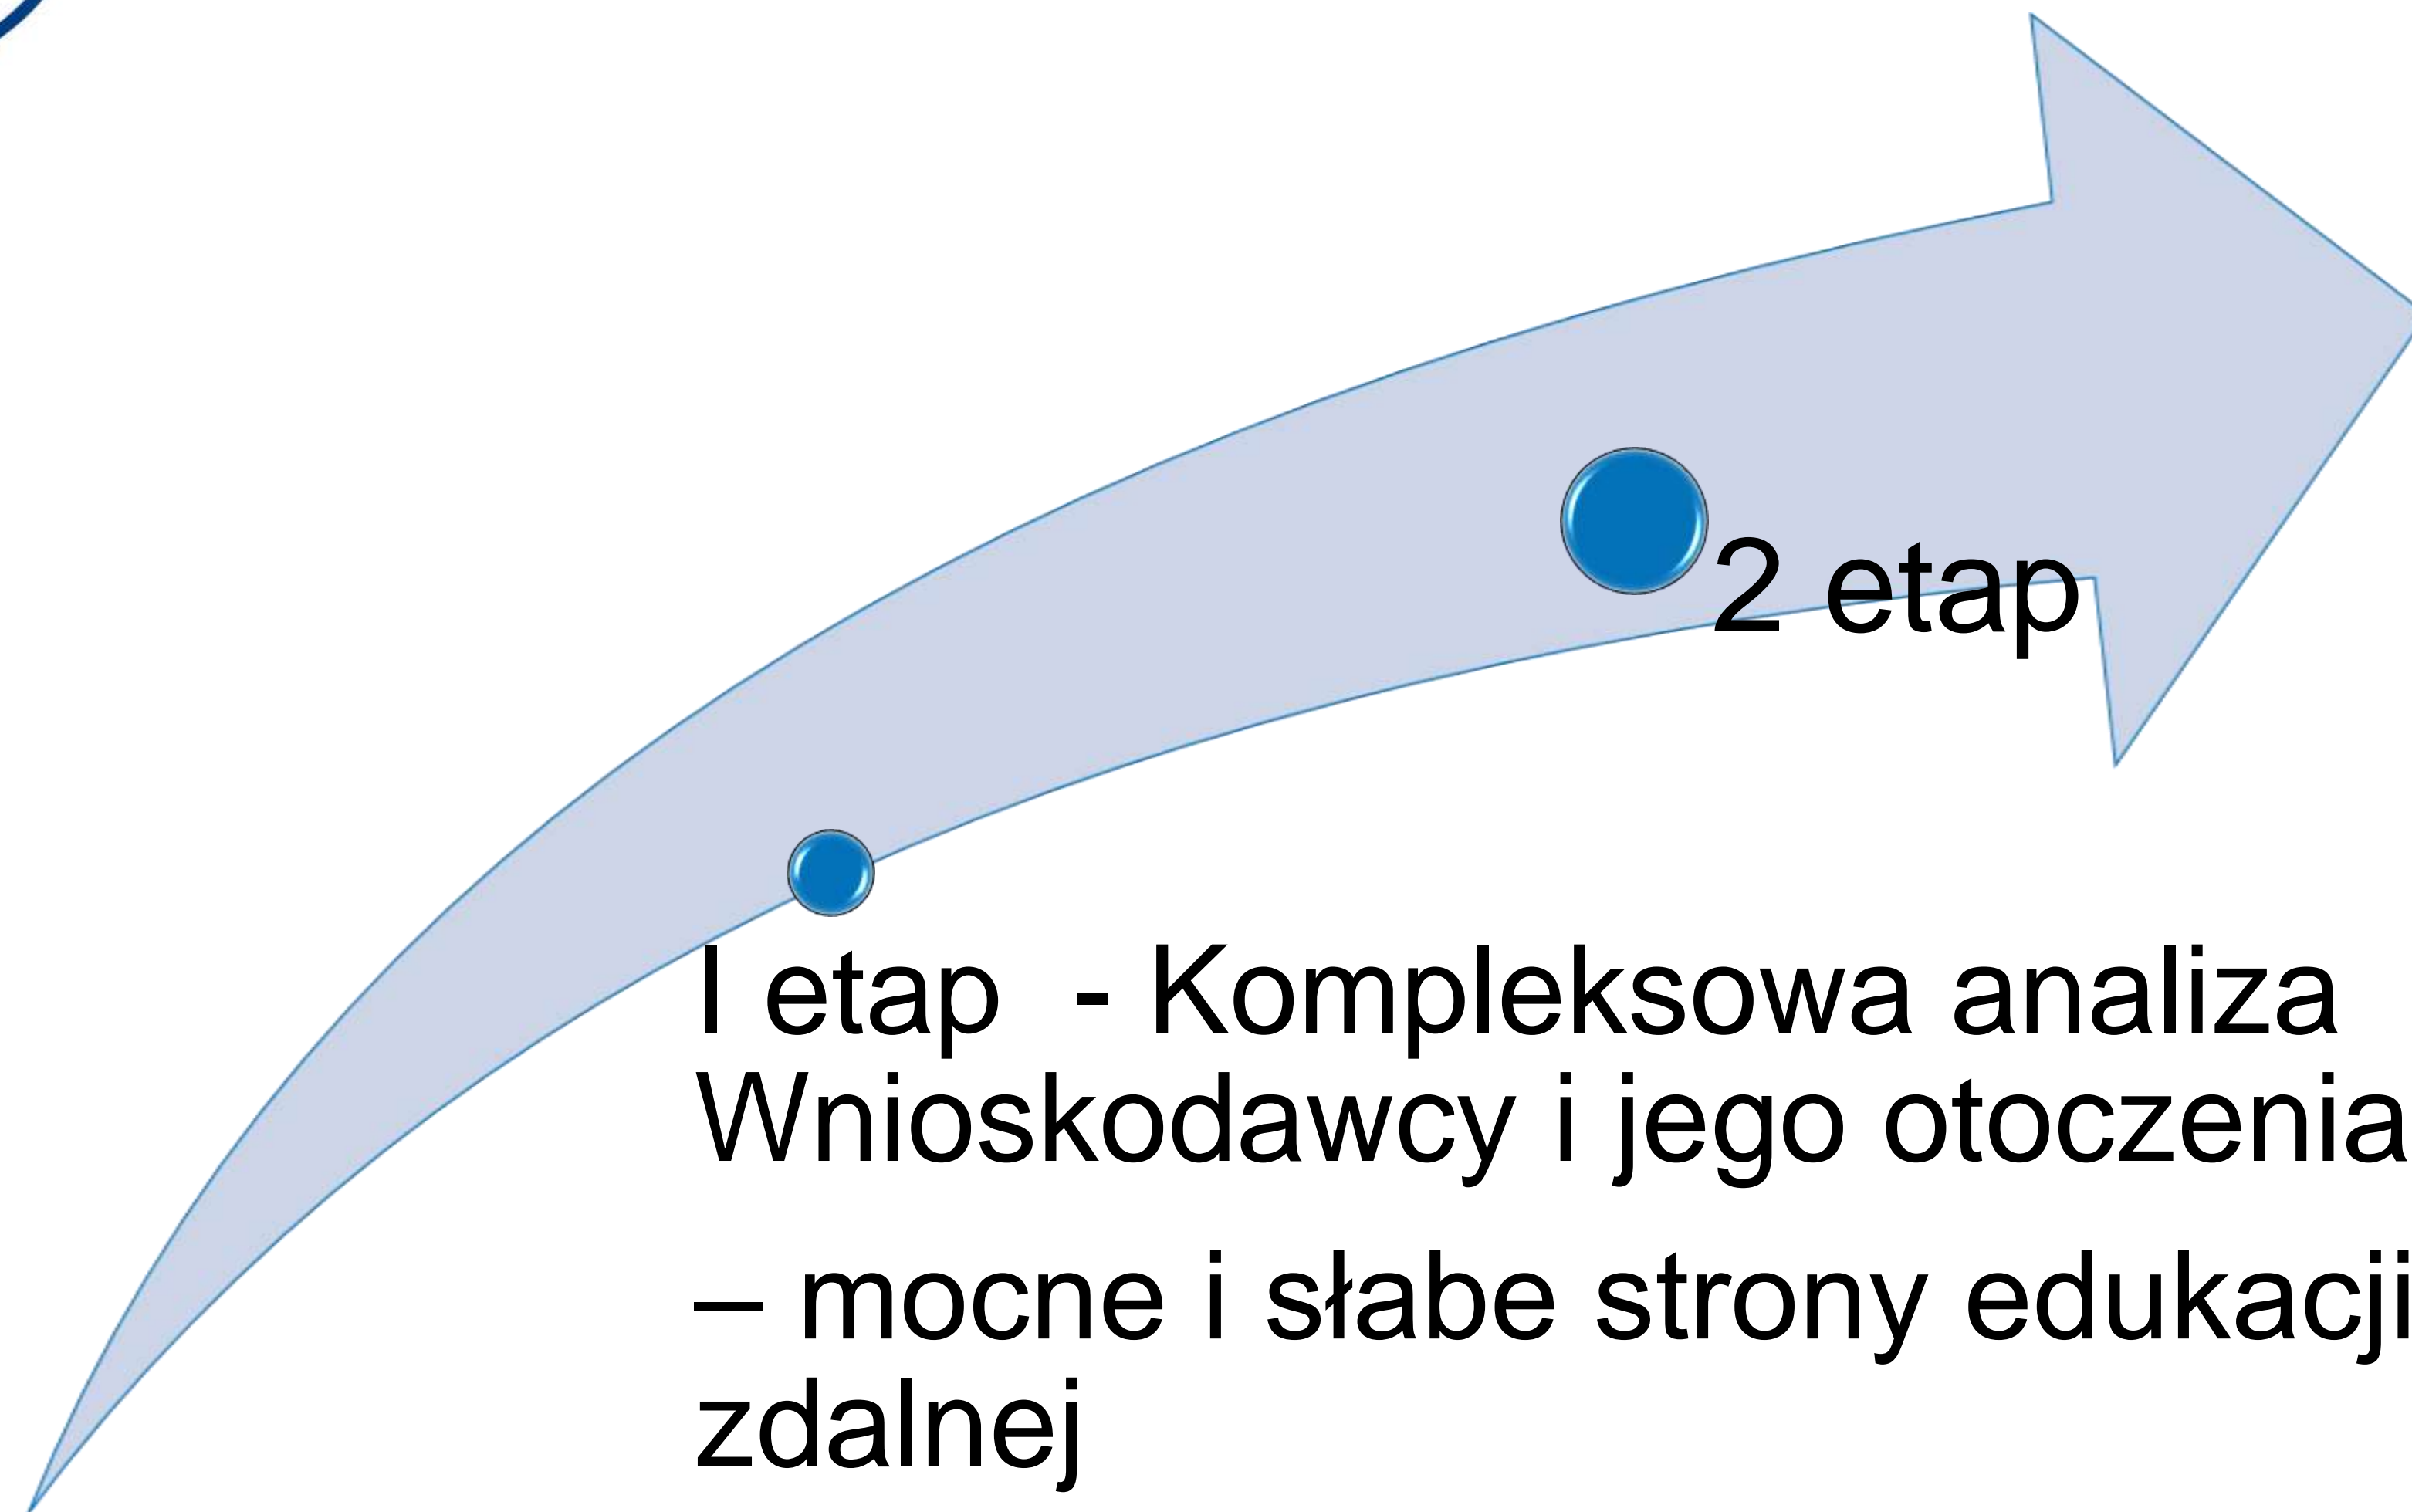 2 etap
I etap - Kompleksowa analiza
Wnioskodawcy i jego otoczenia
– mocne i słabe strony edukacji
zdalnej